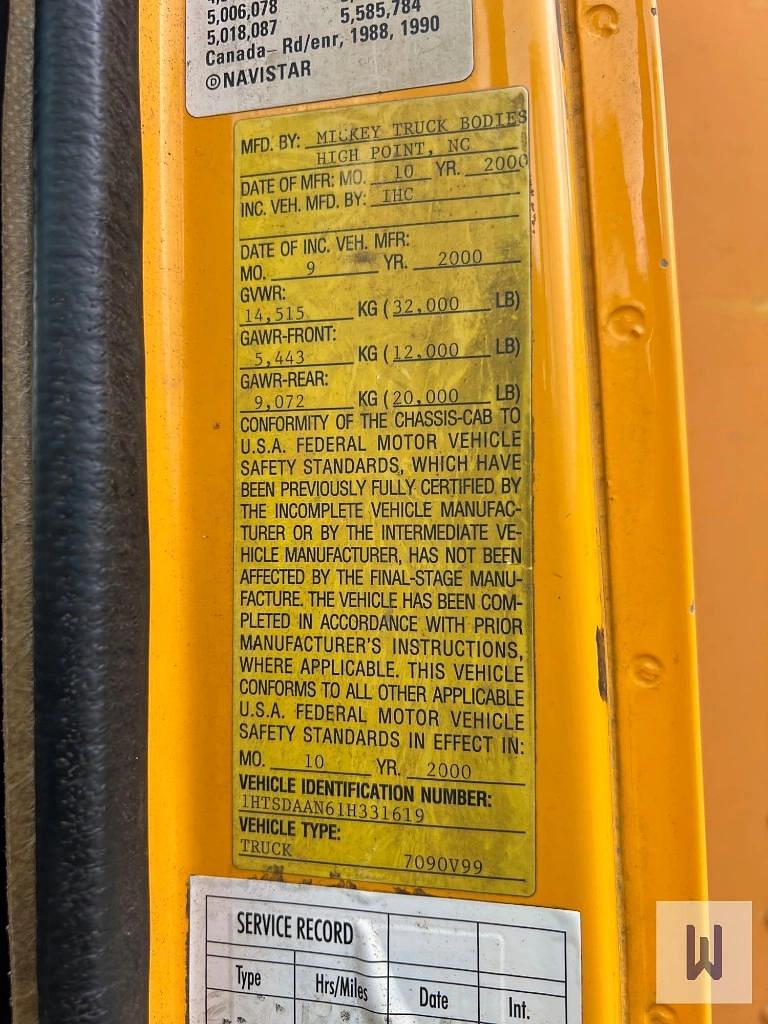 5,006,078 5,585,784
5,018,087
Canada– Rd/enr, 1988, 1990
ⒹNAVISTAR
MFD. BY: MICKEY TRUCK BODIES
HIGH POINT, NC
DATE OF MFR: MO. 10 YR. 2000
INC. VEH. MFD. BY: IHC
DATE OF INC. VEH. MFR:
MO. 9 YR. 2000
GVWR:
14,515 KG (32,000 LB)
GAWR-FRONT:
5,443 KG (12,000 LB)
GAWR-REAR:
9,072 KG (20,000 LB)
CONFORMITY OF THE CHASSIS-CAB TO
U.S.A. FEDERAL MOTOR VEHICLE
SAFETY STANDARDS, WHICH HAVE
BEEN PREVIOUSLY FULLY CERTIFIED BY
THE INCOMPLETE VEHICLE MANUFAC-
TURER OR BY THE INTERMEDIATE VE-
HICLE MANUFACTURER, HAS NOT BEEN
AFFECTED BY THE FINAL-STAGE MANU-
FACTURE. THE VEHICLE HAS BEEN COM-
PLETED IN ACCORDANCE WITH PRIOR
MANUFACTURER'S INSTRUCTIONS,
WHERE APPLICABLE. THIS VEHICLE
CONFORMS TO ALL OTHER APPLICABLE
U.S.A. FEDERAL MOTOR VEHICLE
SAFETY STANDARDS IN EFFECT IN:
MO. 10 YR. 2000
VEHICLE IDENTIFICATION NUMBER:
1HTSDAAN61H331619
VEHICLE TYPE:
TRUCK 7090V99
SERVICE RECORD
Type Hrs/Miles Date Int.
W